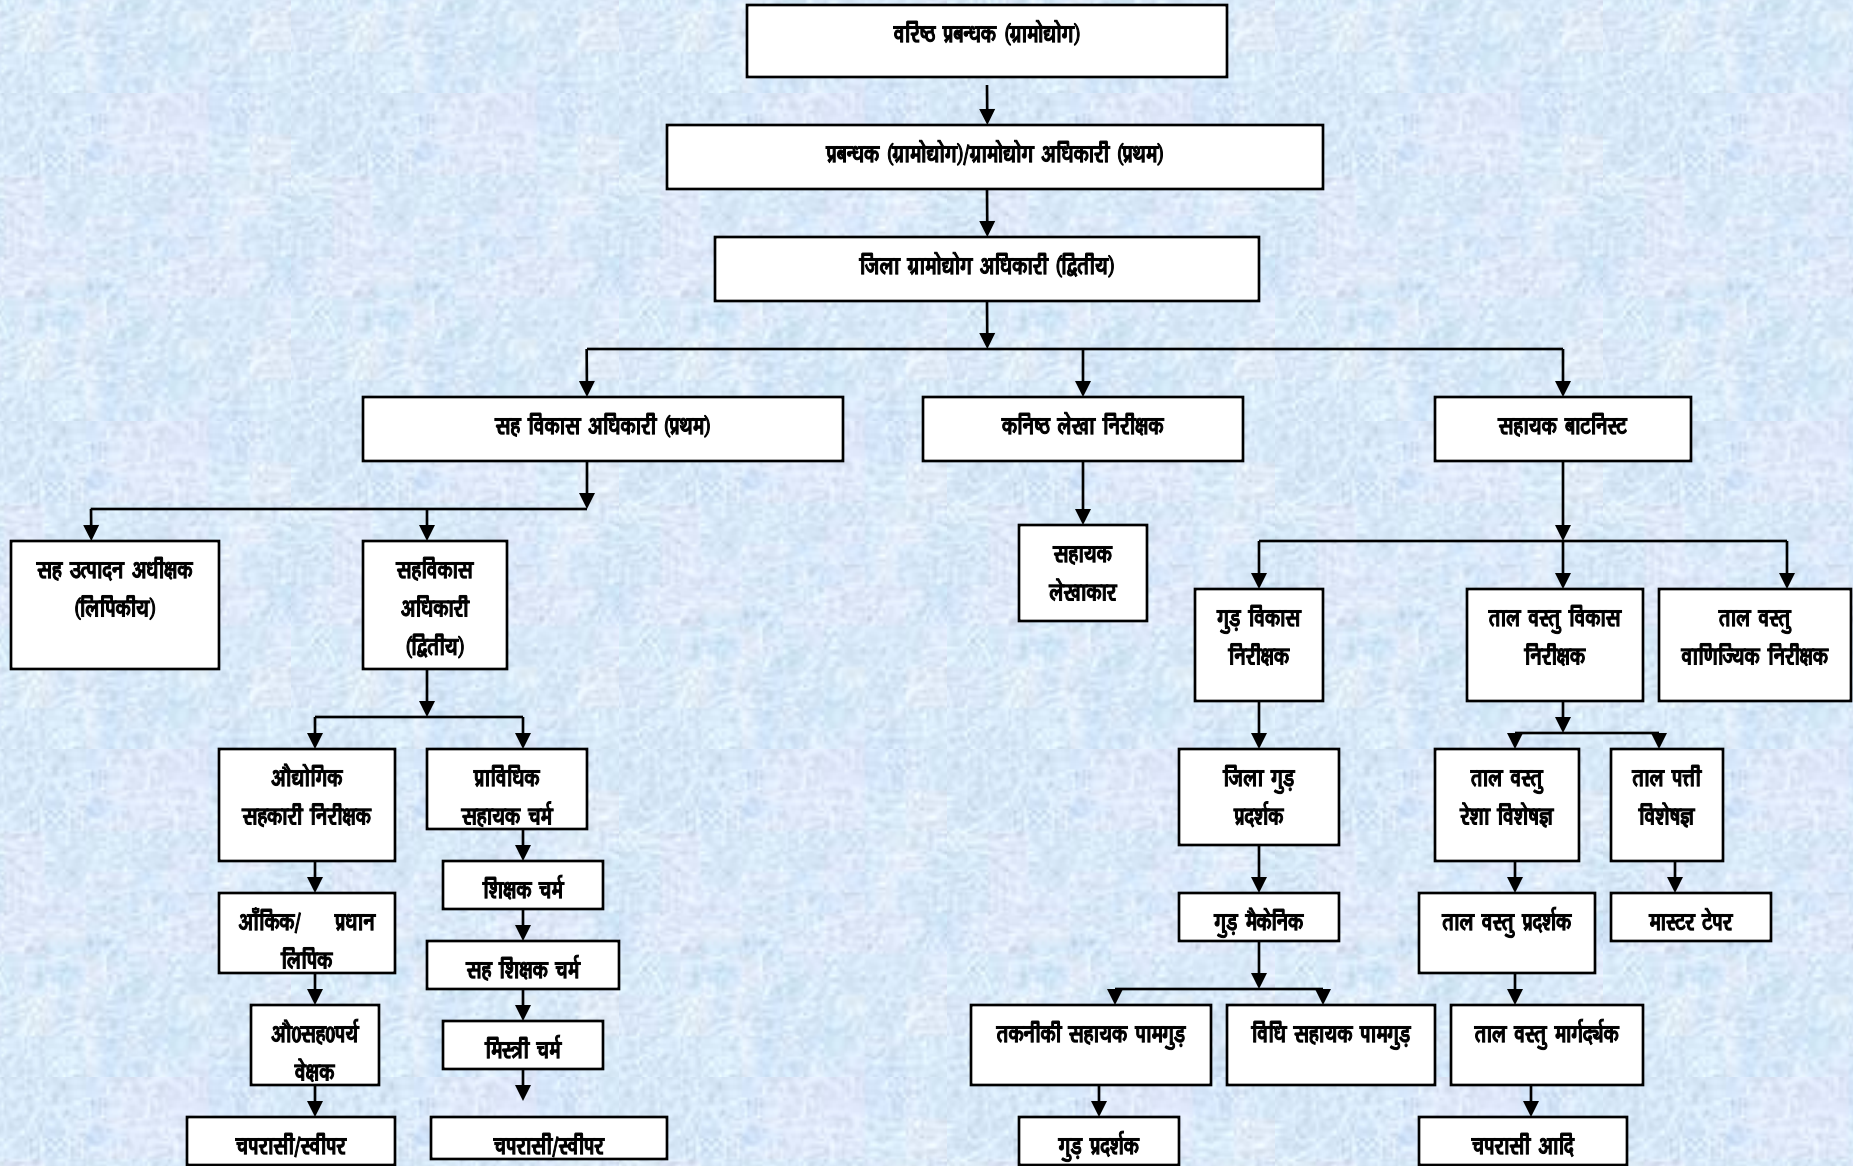 वरिष्ठ प्रबन्धक (ग्रामोद्योग)
प्रबन्धक (ग्रामोद्योग)/ग्रामोद्योग अधिकारी (प्रथम)
जिला ग्रामोद्योग अधिकारी (द्वितीय)
सह विकास अधिकारी (प्रथम)
कनिष्ठ लेखा निरीक्षक
सहायक बाटनिस्ट
सह उत्पादन अधीक्षक
(लिपिकीय)
सहविकास
अधिकारी
(द्वितीय)
सहायक
लेखाकार
गुड़ विकास
निरीक्षक
ताल वस्तु विकास
निरीक्षक
ताल वस्तु
वाणिज्यिक निरीक्षक
औद्योगिक
सहकारी निरीक्षक
प्राविधिक
सहायक चर्म
जिला गुड़
प्रदर्शक
ताल वस्तु
रेशा विशेषज्ञ
ताल पत्ती
विशेषज्ञ
शिक्षक चर्म
आँकिक/ प्रधान
लिपिक
गुड़ मैकेनिक
ताल वस्तु प्रदर्शक
मास्टर टेपर
सह शिक्षक चर्म
औ0सह0पर्य
वेक्षक
मिस्त्री चर्म
तकनीकी सहायक पामगुड़
विधि सहायक पामगुड़
ताल वस्तु मार्गर्द्यक
चपरासी/स्वीपर
चपरासी/स्वीपर
गुड़ प्रदर्शक
चपरासी आदि